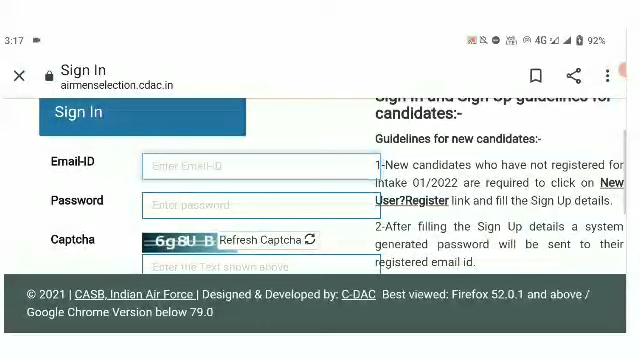 3:17
4G 92%
Sign In
airmenselection.cdac.in
Sign In
Email-ID
Enter Email-ID
Password
Enter password
Captcha
6g8U B Refresh Captcha
Enter the Text shown above
Sign In and Sign Up guidelines for
candidates:-
Guidelines for new candidates:-
1-New candidates who have not registered for
Intake 01/2022 are required to click on New
User?Register link and fill the Sign Up details.
2-After filling the Sign Up details a system
generated password will be sent to their
registered email id.
© 2021 | CASB, Indian Air Force | Designed & Developed by: C-DAC Best viewed: Firefox 52.0.1 and above /
Google Chrome Version below 79.0